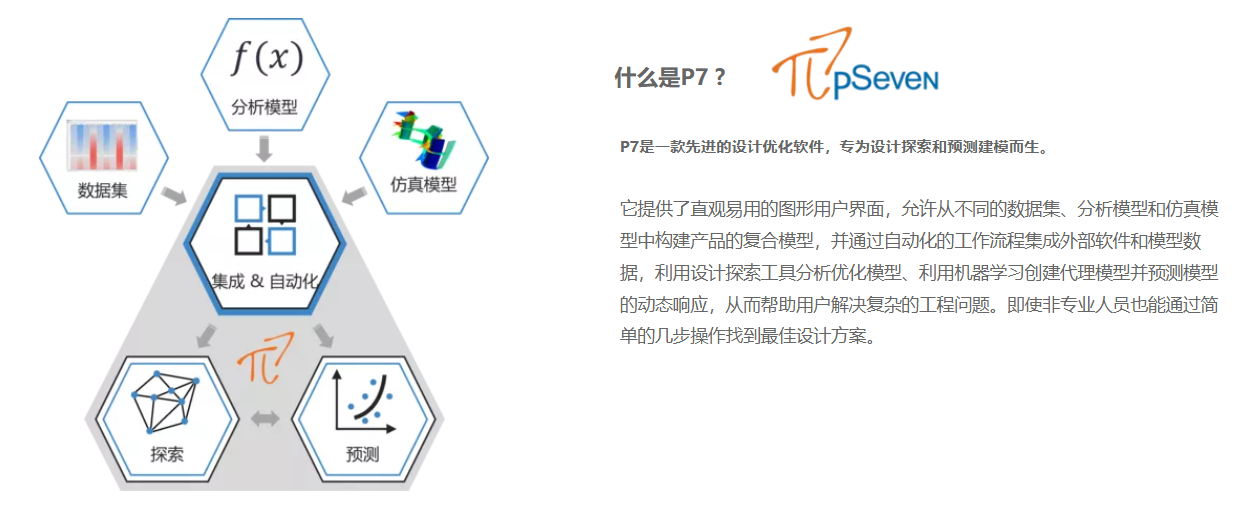 f(x)
分析模型
数据集
仿真模型
集成 & 自动化
探索
预测
什么是P7？
pSeven
P7是一款先进的设计优化软件，专为设计探索和预测建模而生。
它提供了直观易用的图形用户界面，允许从不同的数据集、分析模型和仿真模
型中构建产品的复合模型，并通过自动化的工作流程集成外部软件和模型数
据，利用设计探索工具分析优化模型、利用机器学习创建代理模型并预测模型
的动态响应，从而帮助用户解决复杂的工程问题。即使非专业人员也能通过简
单的几步操作找到最佳设计方案。